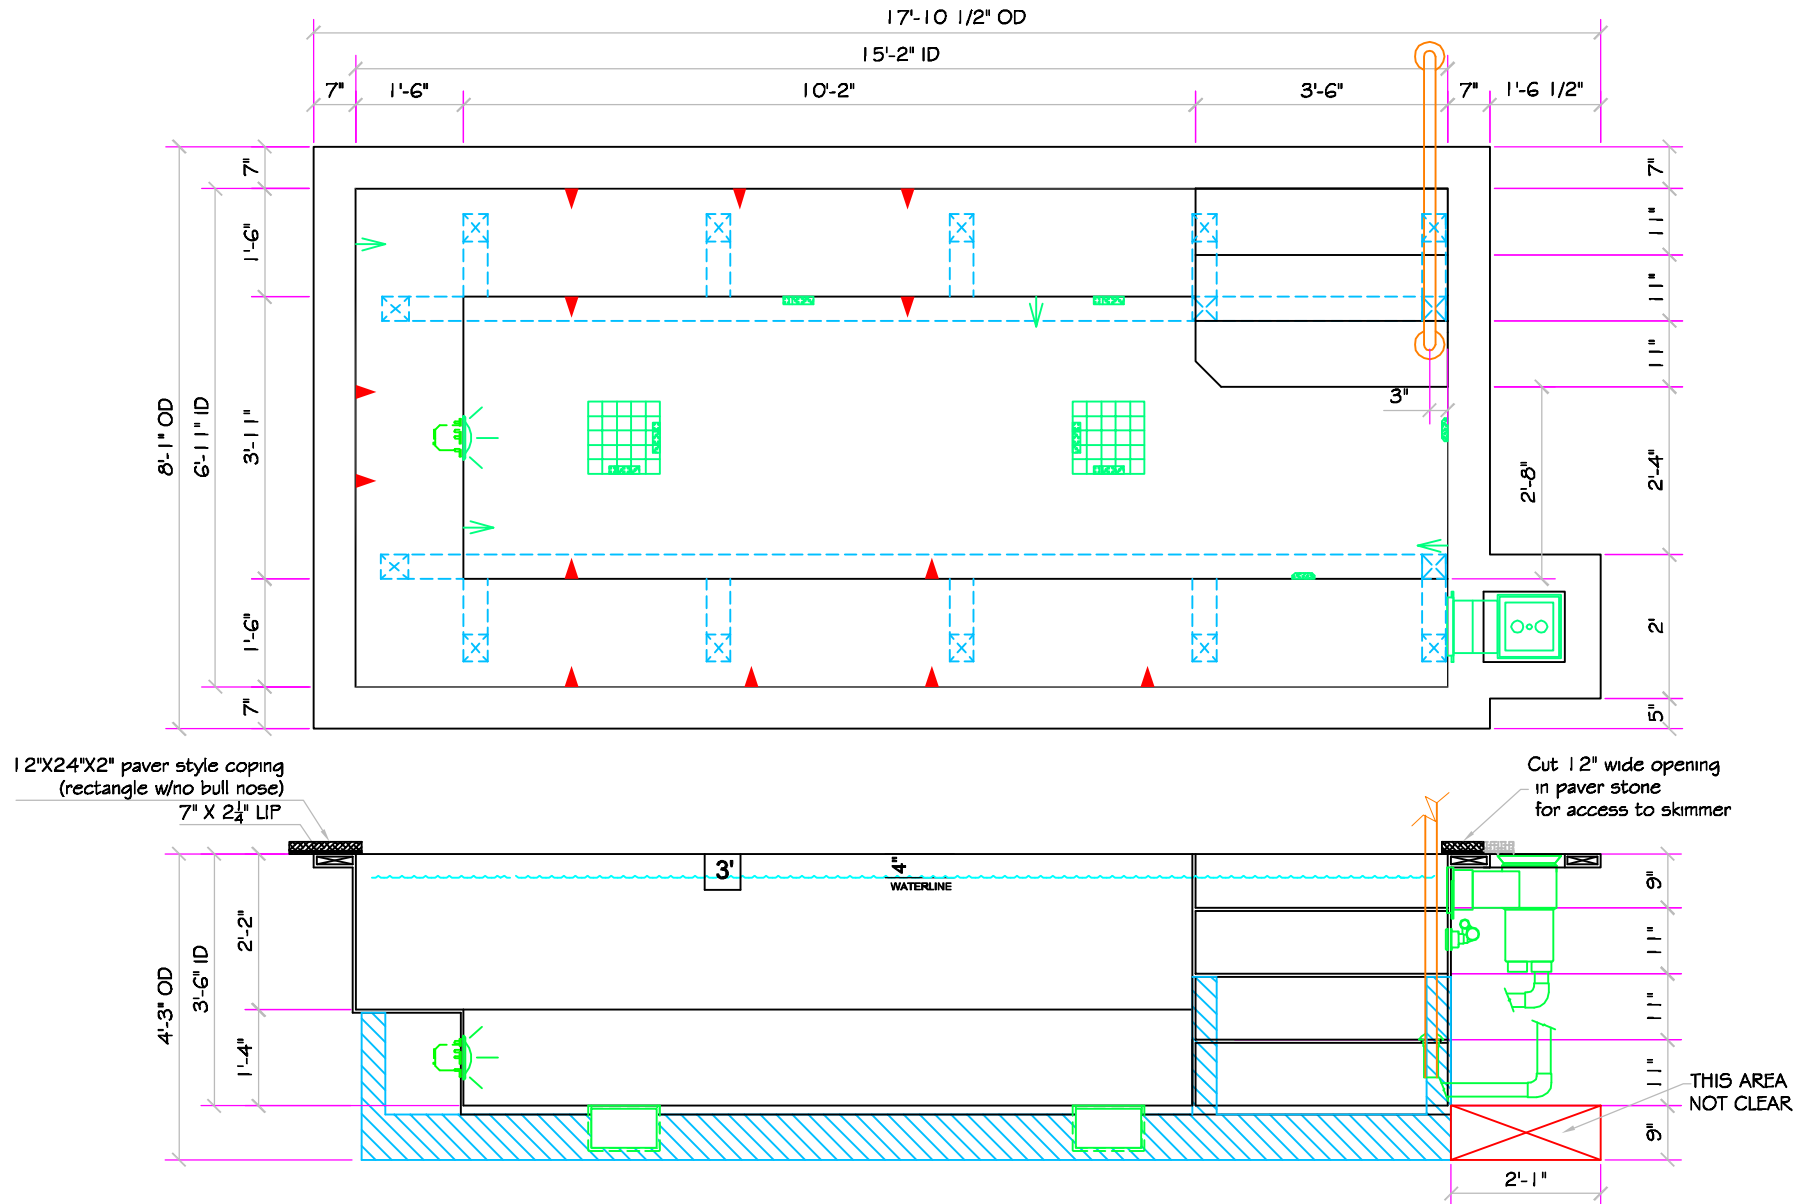 17'-10 1/2" OD
15'-2" ID
7" 1'-6" 10'-2" 3'-6" 7" 1'-6 1/2"
7"
1'-6"
3'-11"
1'-6"
7"
8'-1" OD
6'-11" ID
3"
2'-8"
7"
11"
11"
11"
2'-4"
2'
5"
12"X24"X2" paver style coping
(rectangle w/no bull nose)
7" X 2 1/4" LIP
Cut 12" wide opening
in paver stone
for access to skimmer
3'
4"
WATERLINE
4'-3" OD
3'-6" ID
2'-2"
1'-4"
9"
11"
11"
11"
9"
THIS AREA
NOT CLEAR
2'-1"